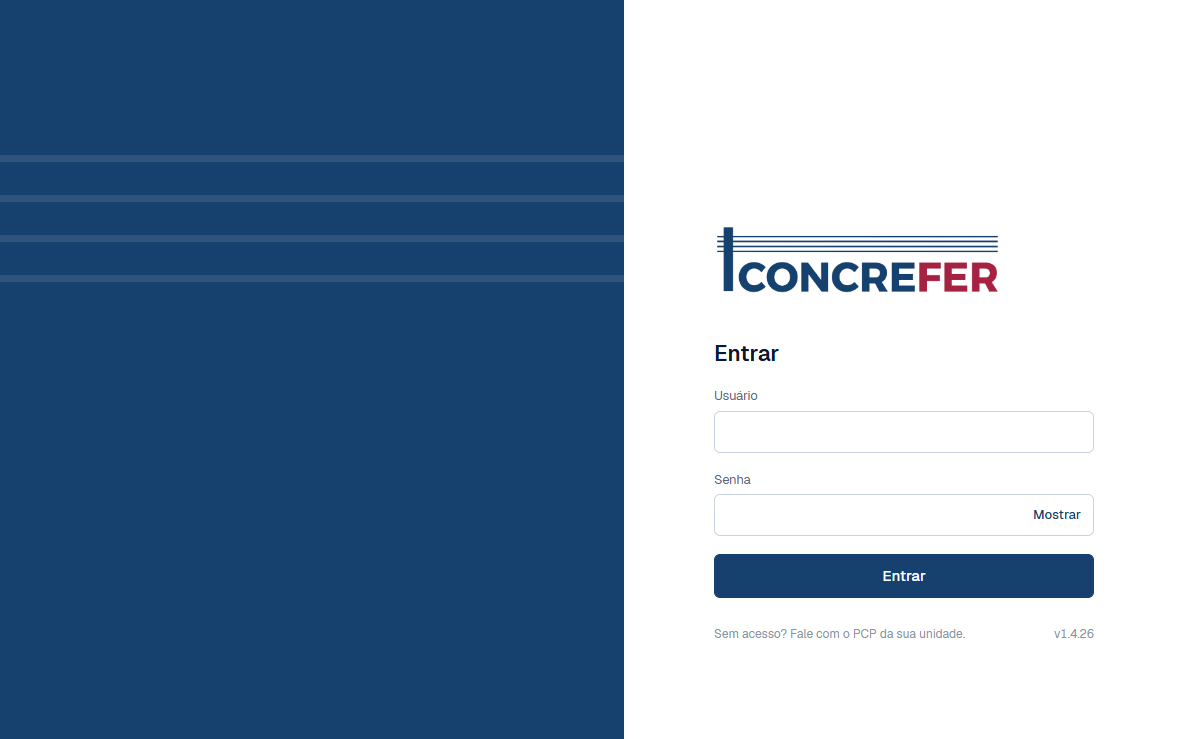 CONCREFER
Entrar
Usuário
Senha
Mostrar
Entrar
Sem acesso? Fale com o PCP da sua unidade. v1.4.26